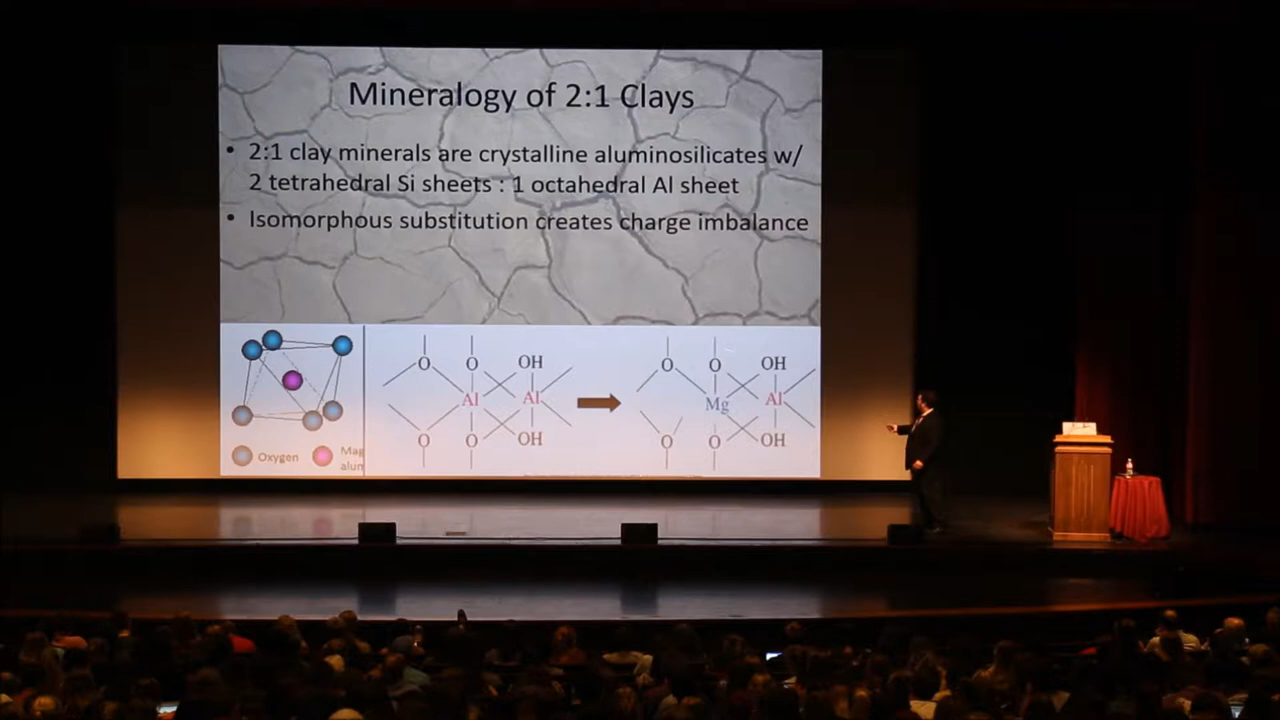 Mineralogy of 2:1 Clays
• 2:1 clay minerals are crystalline aluminosilicates w/
2 tetrahedral Si sheets : 1 octahedral Al sheet
• Isomorphous substitution creates charge imbalance
O O OH O O OH
Al Al Mg Al
O O OH O O OH
Oxygen Mag
alum